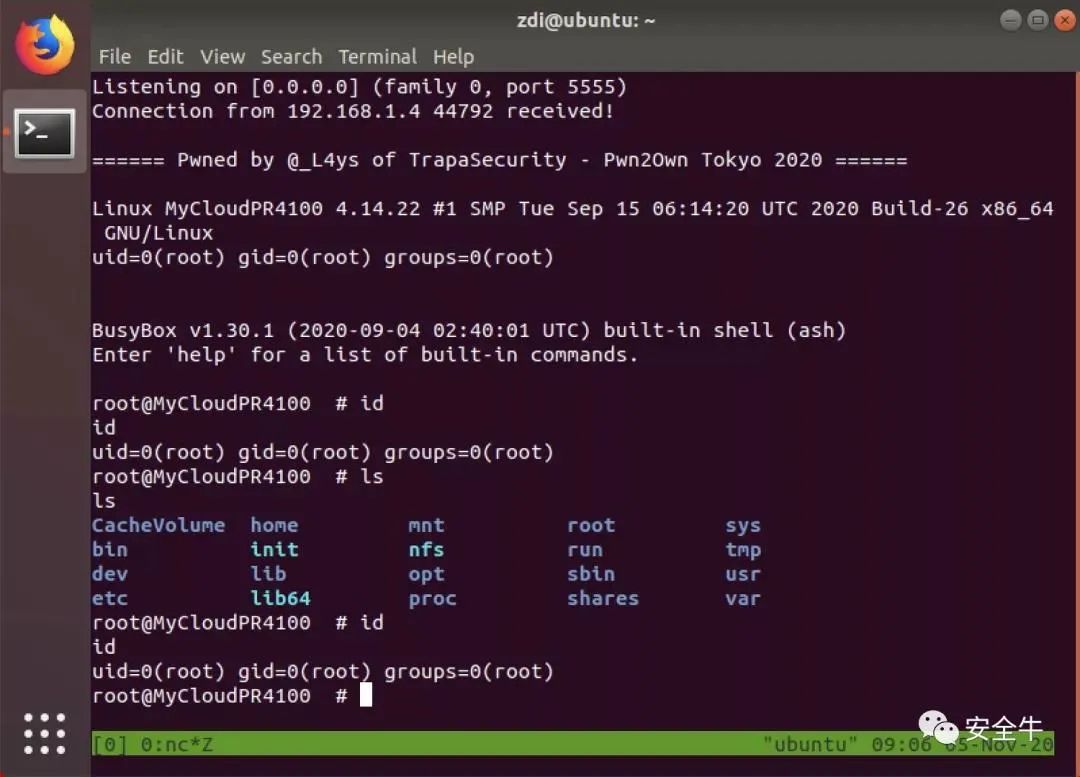 zdi@ubuntu: ~
File Edit View Search Terminal Help
Listening on [0.0.0.0] (family 0, port 5555)
Connection from 192.168.1.4 44792 received!
====== Pwned by @_L4ys of TrapaSecurity - Pwn2Own Tokyo 2020 ======
Linux MyCloudPR4100 4.14.22 #1 SMP Tue Sep 15 06:14:20 UTC 2020 Build-26 x86_64
GNU/Linux
uid=0(root) gid=0(root) groups=0(root)
BusyBox v1.30.1 (2020-09-04 02:40:01 UTC) built-in shell (ash)
Enter 'help' for a list of built-in commands.
root@MyCloudPR4100 # id
id
uid=0(root) gid=0(root) groups=0(root)
root@MyCloudPR4100 # ls
ls
CacheVolume home mnt root sys
bin init nfs run tmp
dev lib opt sbin usr
etc lib64 proc shares var
root@MyCloudPR4100 # id
id
uid=0(root) gid=0(root) groups=0(root)
root@MyCloudPR4100 #
[0] 0:nc*Z "ubuntu" 09:06 05-Nov-20
安全牛